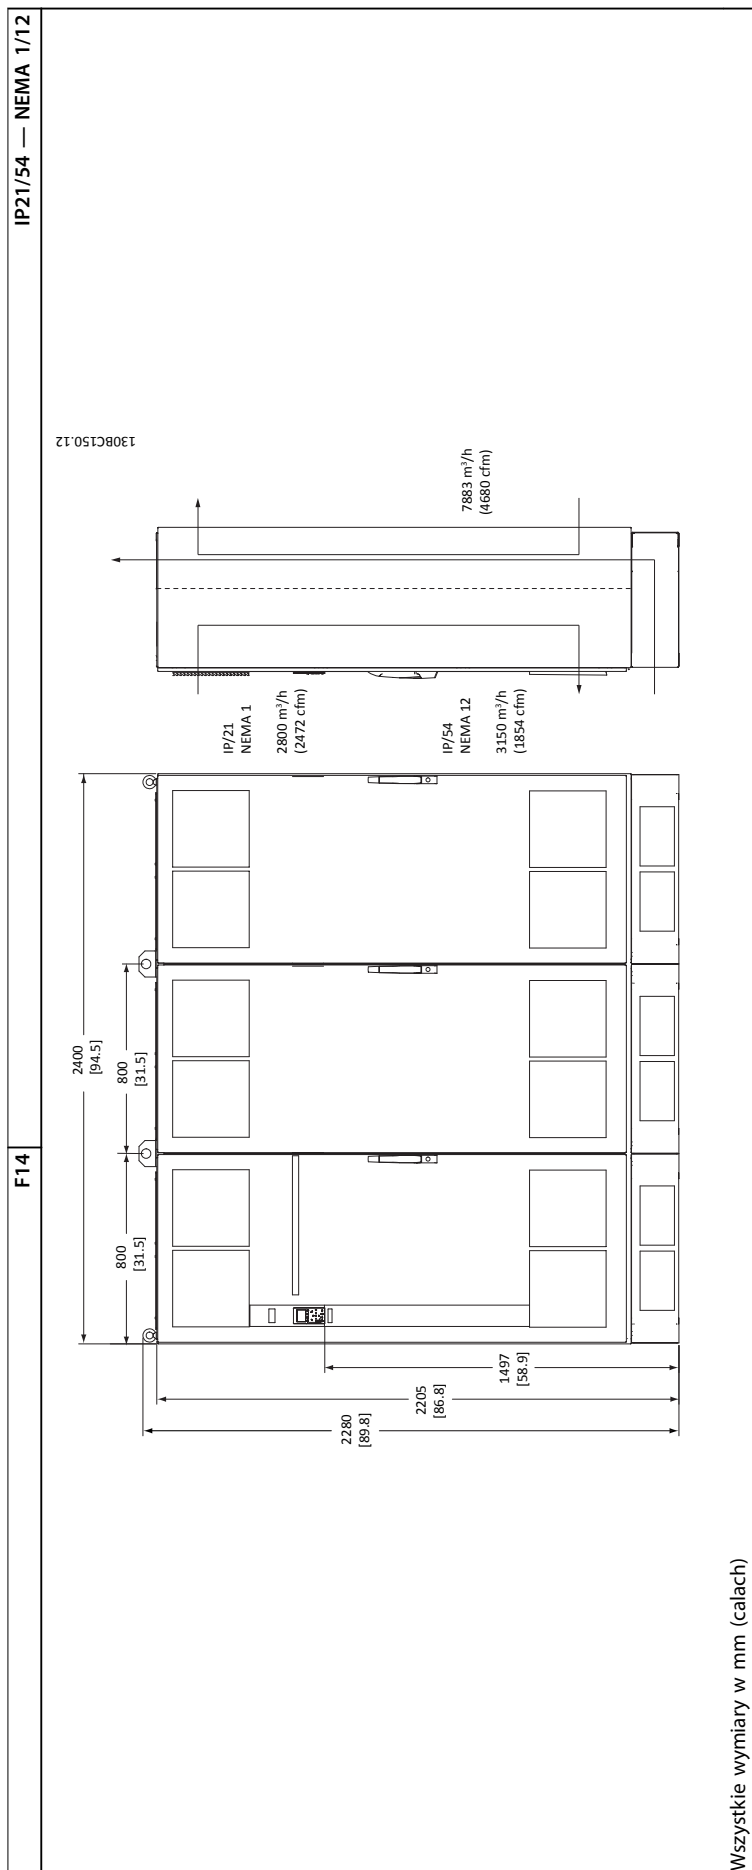 F14
IP21/54 — NEMA 1/12
130BC150.12
2400
[94.5]
800
[31.5]
800
[31.5]
2280
[89.8]
2205
[86.8]
1497
[58.9]
IP/21
NEMA 1
2800 m³/h
(2472 cfm)
IP/54
NEMA 12
3150 m³/h
(1854 cfm)
7883 m³/h
(4680 cfm)
Wszystkie wymiary w mm (calach)